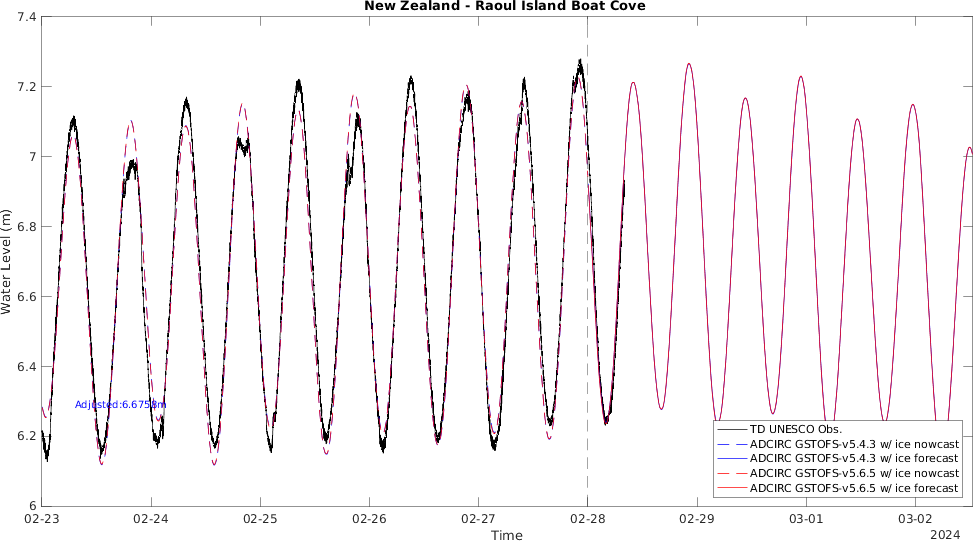 New Zealand - Raoul Island Boat Cove
7.4
7.2
7
6.8
6.6
6.4
6.2
6
Water Level (m)
Adjusted:6.6758m
TD UNESCO Obs.
ADCIRC GSTOFS-v5.4.3 w/ ice nowcast
ADCIRC GSTOFS-v5.4.3 w/ ice forecast
ADCIRC GSTOFS-v5.6.5 w/ ice nowcast
ADCIRC GSTOFS-v5.6.5 w/ ice forecast
02-23 02-24 02-25 02-26 02-27 02-28 02-29 03-01 03-02
Time
2024